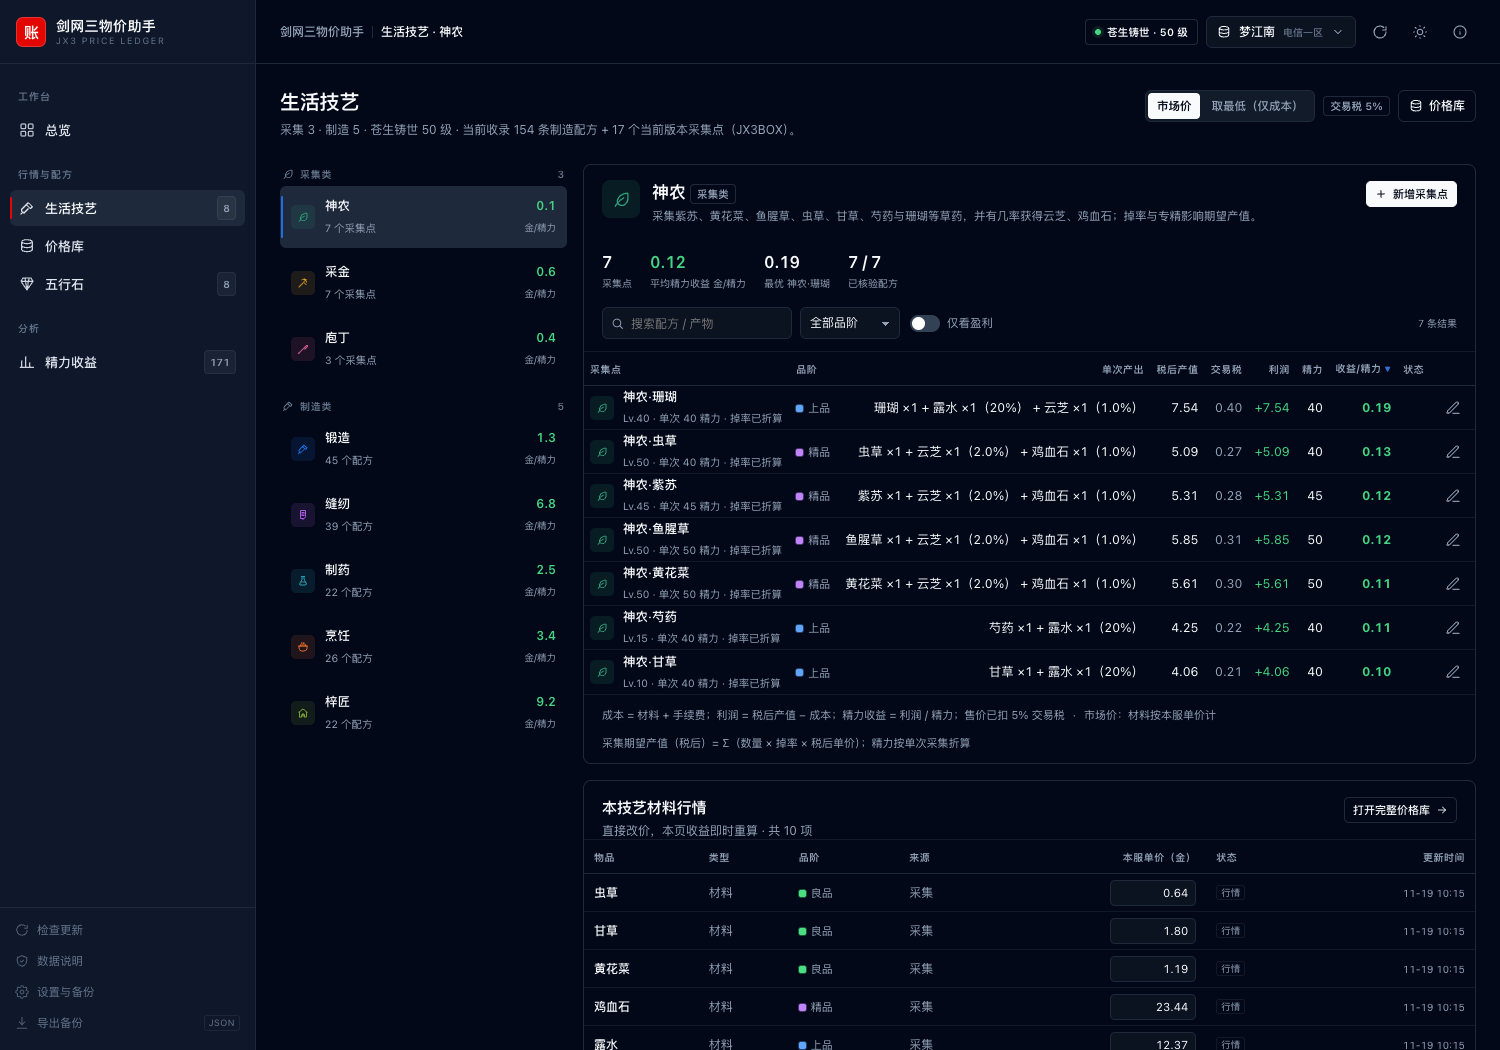 账
剑网三物价助手
JX3 PRICE LEDGER
工作台
总览
行情与配方
生活技艺 8
价格库
五行石 8
分析
精力收益 171
检查更新
数据说明
设置与备份
导出备份 JSON
剑网三物价助手 生活技艺 · 神农
苍生铸世 · 50 级
梦江南 电信一区
生活技艺
采集 3 · 制造 5 · 苍生铸世 50 级 · 当前收录 154 条制造配方 + 17 个当前版本采集点（JX3BOX）。
市场价 取最低（仅成本） 交易税 5% 价格库
采集类 3
神农 0.1
7 个采集点 金/精力
采金 0.6
7 个采集点 金/精力
庖丁 0.4
3 个采集点 金/精力
制造类 5
锻造 1.3
45 个配方 金/精力
缝纫 6.8
39 个配方 金/精力
制药 2.5
22 个配方 金/精力
烹饪 3.4
26 个配方 金/精力
梓匠 9.2
22 个配方 金/精力
神农 采集类
采集紫苏、黄花菜、鱼腥草、虫草、甘草、芍药与珊瑚等草药，并有几率获得云芝、鸡血石；掉率与专精影响期望产值。
+ 新增采集点
7 0.12 0.19 7 / 7
采集点 平均精力收益 金/精力 最优 神农·珊瑚 已核验配方
搜索配方 / 产物 全部品阶 仅看盈利 7 条结果
采集点 品阶 单次产出 税后产值 交易税 利润 精力 收益/精力 ▼ 状态
神农·珊瑚
Lv.40 · 单次 40 精力 · 掉率已折算 上品 珊瑚 ×1 + 露水 ×1（20%） + 云芝 ×1（1.0%） 7.54 0.40 +7.54 40 0.19
神农·虫草
Lv.50 · 单次 40 精力 · 掉率已折算 精品 虫草 ×1 + 云芝 ×1（2.0%） + 鸡血石 ×1（1.0%） 5.09 0.27 +5.09 40 0.13
神农·紫苏
Lv.45 · 单次 45 精力 · 掉率已折算 精品 紫苏 ×1 + 云芝 ×1（2.0%） + 鸡血石 ×1（1.0%） 5.31 0.28 +5.31 45 0.12
神农·鱼腥草
Lv.50 · 单次 50 精力 · 掉率已折算 精品 鱼腥草 ×1 + 云芝 ×1（2.0%） + 鸡血石 ×1（1.0%） 5.85 0.31 +5.85 50 0.12
神农·黄花菜
Lv.50 · 单次 50 精力 · 掉率已折算 精品 黄花菜 ×1 + 云芝 ×1（2.0%） + 鸡血石 ×1（1.0%） 5.61 0.30 +5.61 50 0.11
神农·芍药
Lv.15 · 单次 40 精力 · 掉率已折算 上品 芍药 ×1 + 露水 ×1（20%） 4.25 0.22 +4.25 40 0.11
神农·甘草
Lv.10 · 单次 40 精力 · 掉率已折算 上品 甘草 ×1 + 露水 ×1（20%） 4.06 0.21 +4.06 40 0.10
成本 = 材料 + 手续费；利润 = 税后产值 − 成本；精力收益 = 利润 / 精力；售价已扣 5% 交易税 · 市场价：材料按本服单价计
采集期望产值（税后）= Σ（数量 × 掉率 × 税后单价）；精力按单次采集折算
本技艺材料行情
直接改价，本页收益即时重算 · 共 10 项
打开完整价格库 →
物品 类型 品阶 来源 本服单价（金） 状态 更新时间
虫草 材料 良品 采集 0.64 行情 11-19 10:15
甘草 材料 良品 采集 1.80 行情 11-19 10:15
黄花菜 材料 良品 采集 1.19 行情 11-19 10:15
鸡血石 材料 精品 采集 23.44 行情 11-19 10:15
露水 材料 上品 采集 12.37 行情 11-19 10:15